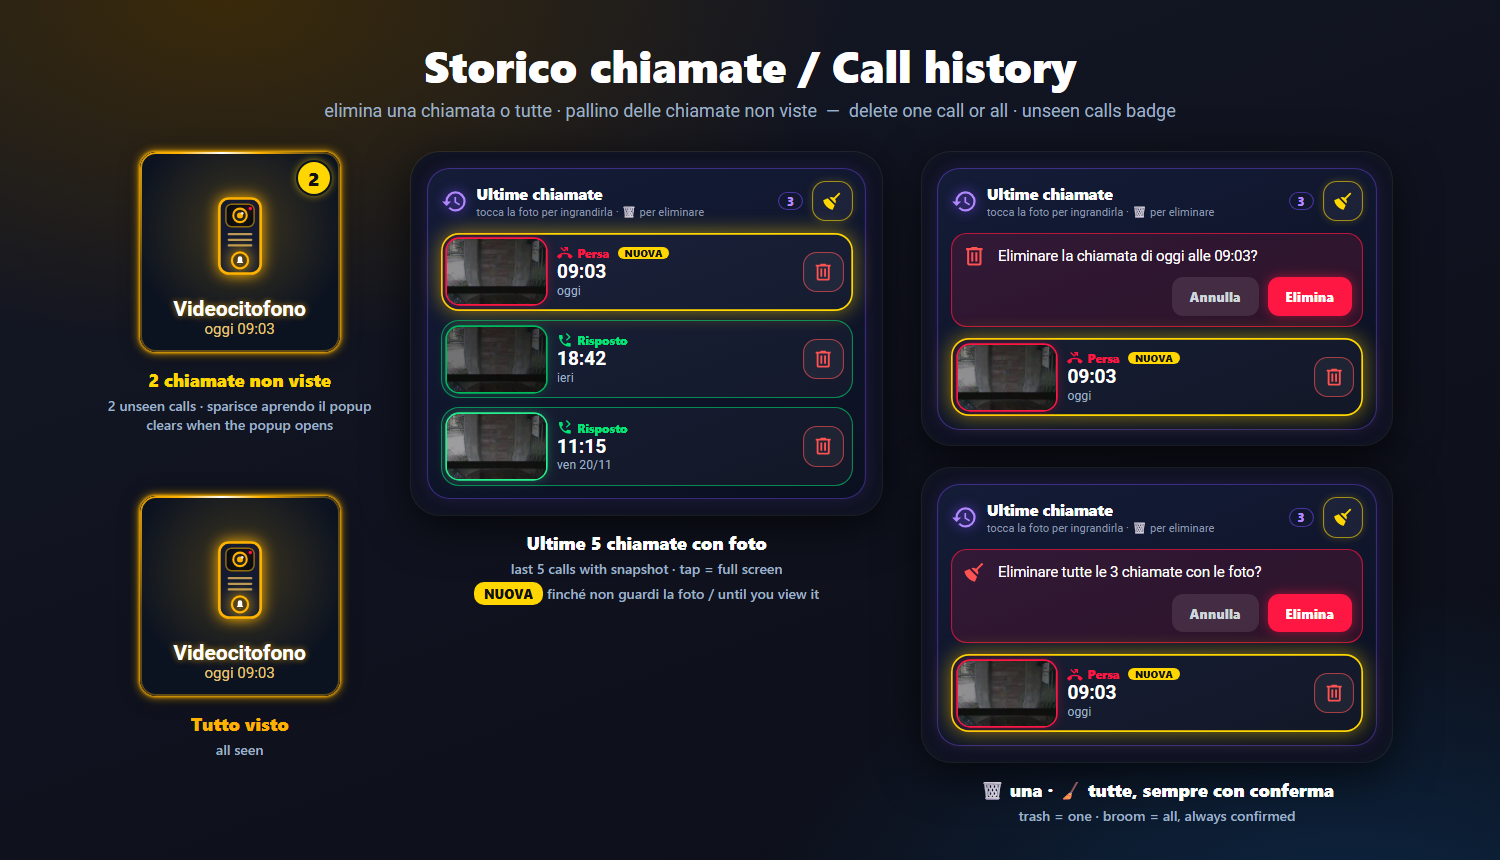 Storico chiamate / Call history
elimina una chiamata o tutte · pallino delle chiamate non viste — delete one call or all · unseen calls badge
2
Videocitofono
oggi 09:03
2 chiamate non viste
2 unseen calls · sparisce aprendo il popup
clears when the popup opens
Videocitofono
oggi 09:03
Tutto visto
all seen
Ultime chiamate
tocca la foto per ingrandirla · 🗑 per eliminare
3
Persa NUOVA
09:03
oggi
Risposto
18:42
ieri
Risposto
11:15
ven 20/11
Ultime 5 chiamate con foto
last 5 calls with snapshot · tap = full screen
NUOVA finché non guardi la foto / until you view it
Ultime chiamate
tocca la foto per ingrandirla · 🗑 per eliminare
3
Eliminare la chiamata di oggi alle 09:03?
Annulla Elimina
Persa NUOVA
09:03
oggi
Ultime chiamate
tocca la foto per ingrandirla · 🗑 per eliminare
3
Eliminare tutte le 3 chiamate con le foto?
Annulla Elimina
Persa NUOVA
09:03
oggi
🗑 una · 🧹 tutte, sempre con conferma
trash = one · broom = all, always confirmed